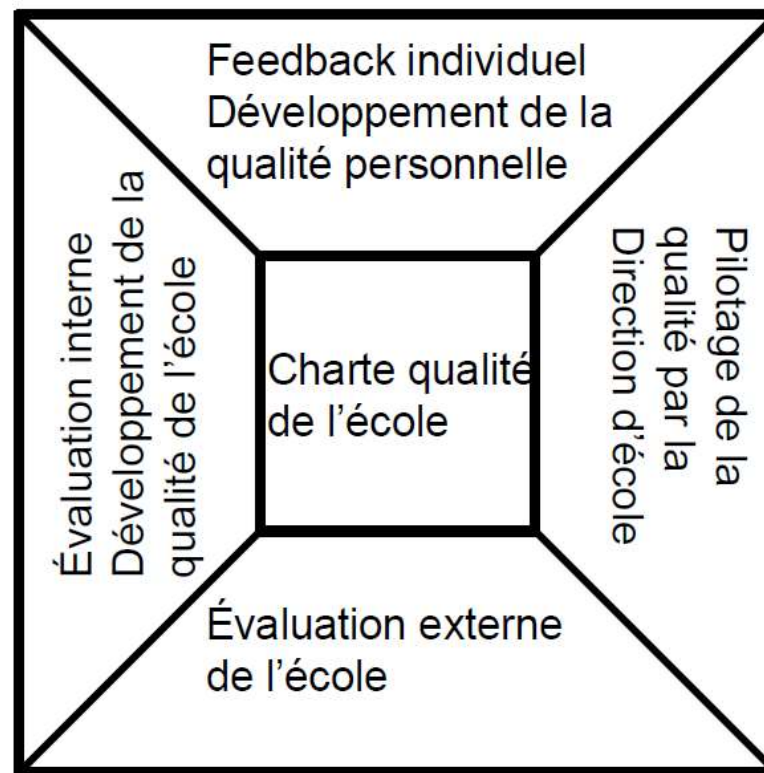 Feedback individuel
Développement de la
qualité personnelle
Évaluation interne
Développement de la
qualité de l'école
Charte qualité
de l'école
Pilotage de la
qualité par la
Direction d'école
Évaluation externe
de l'école